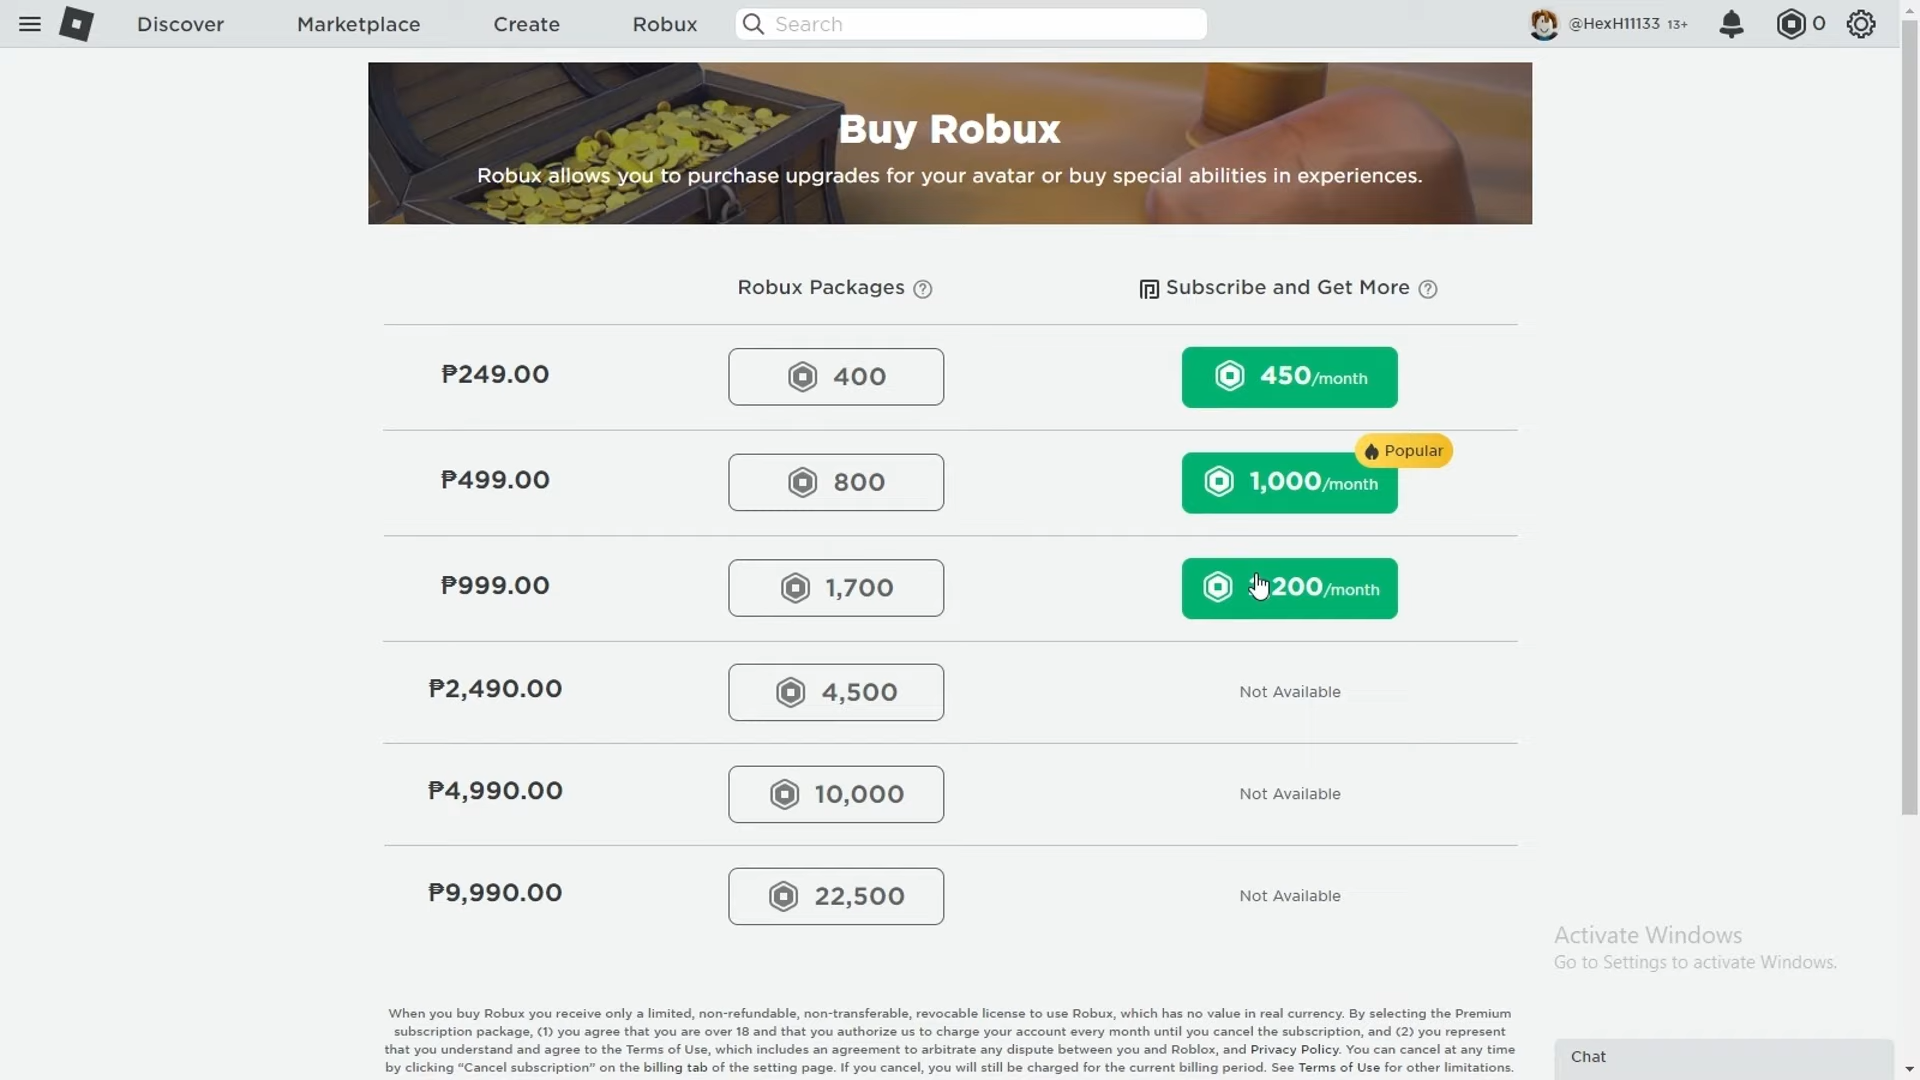 Discover
Marketplace
Create
Robux
Search
@HexH11133 13+
0
Buy Robux
Robux allows you to purchase upgrades for your avatar or buy special abilities in experiences.
Robux Packages
Subscribe and Get More
₱249.00
400
450/month
Popular
₱499.00
800
1,000/month
₱999.00
1,700
200/month
₱2,490.00
4,500
Not Available
₱4,990.00
10,000
Not Available
₱9,990.00
22,500
Not Available
Activate Windows
Go to Settings to activate Windows.
When you buy Robux you receive only a limited, non-refundable, non-transferable, revocable license to use Robux, which has no value in real currency. By selecting the Premium
subscription package, (1) you agree that you are over 18 and that you authorize us to charge your account every month until you cancel the subscription, and (2) you represent
that you understand and agree to the Terms of Use, which includes an agreement to arbitrate any dispute between you and Roblox, and Privacy Policy. You can cancel at any time
by clicking “Cancel subscription” on the billing tab of the setting page. If you cancel, you will still be charged for the current billing period. See Terms of Use for other limitations.
Chat